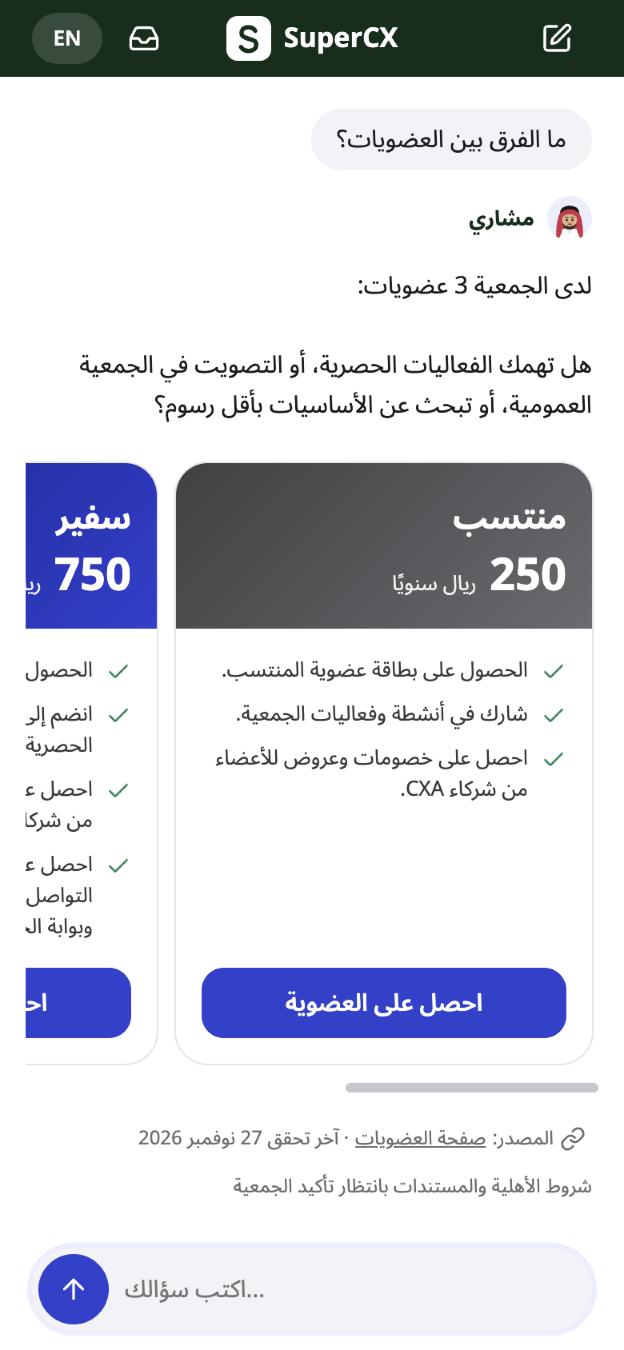 EN
SuperCX
ما الفرق بين العضويات؟
مشاري
لدى الجمعية 3 عضويات:
هل تهمك الفعاليات الحصرية، أو التصويت في الجمعية
العمومية، أو تبحث عن الأساسيات بأقل رسوم؟
منتسب
250 ريال سنويًا
الحصول على بطاقة عضوية المنتسب.
شارك في أنشطة وفعاليات الجمعية.
احصل على خصومات وعروض للأعضاء
من شركاء CXA.
احصل على العضوية
سفير
750
الحصول
انضم إلى
الحصرية
احصل
من
احصل
التواصل
وبوابة
المصدر: صفحة العضويات · آخر تحقق 27 نوفمبر 2026
شروط الأهلية والمستندات بانتظار تأكيد الجمعية
اكتب سؤالك...